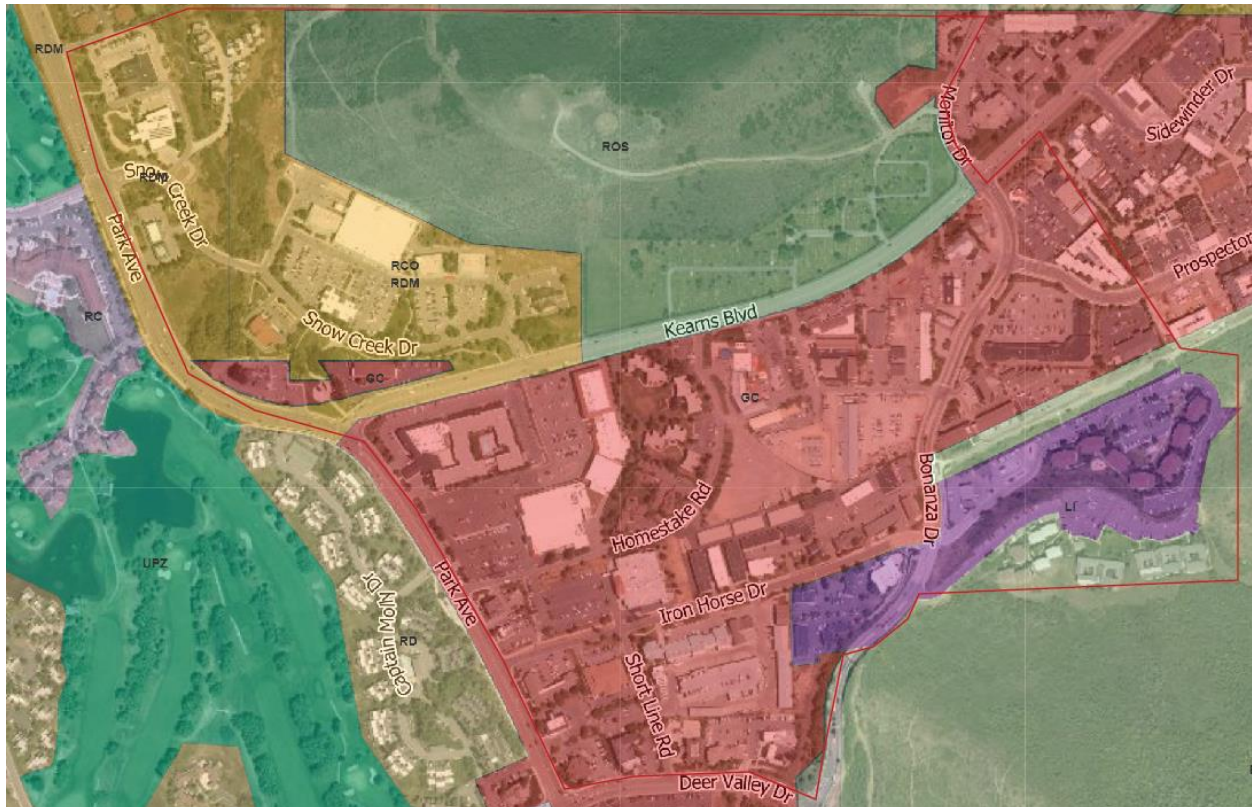 RDM
Sidewinder Dr
Monitor Dr
ROS
Snow Creek Dr
RDM
Park Ave
Prospector
RCO
RDM
RC
Kearns Blvd
Snow Creek Dr
GC
GC
Bonanza Dr
LI
Homestake Rd
UPZ
Park Ave
Captain Molly Dr
Iron Horse Dr
RD
Short Line Rd
Deer Valley Dr